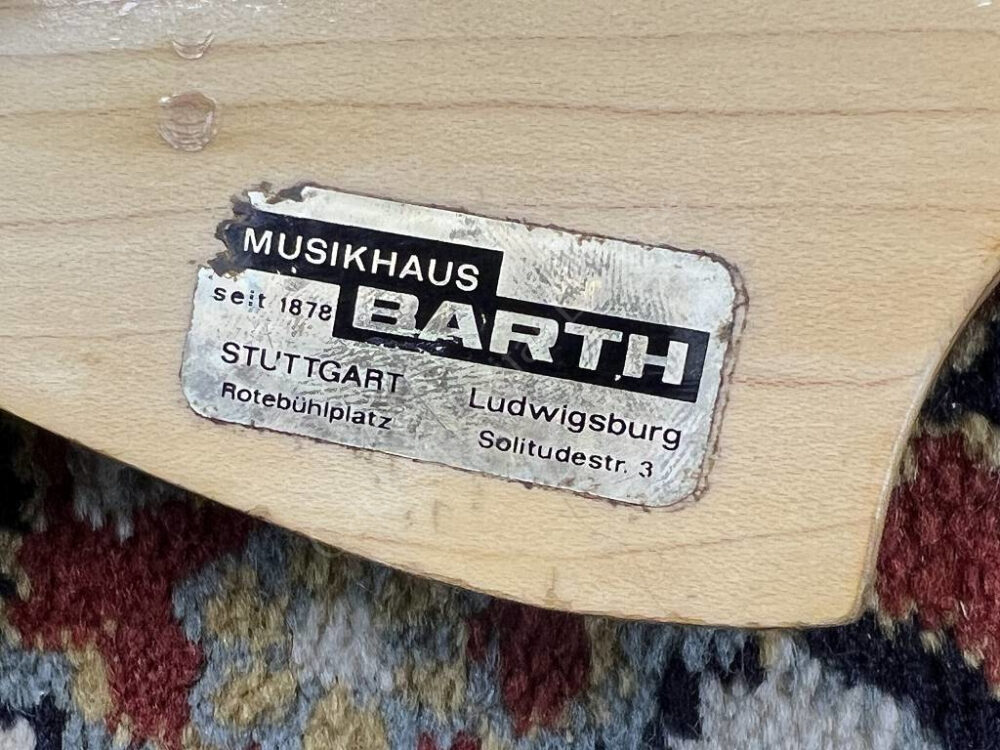 MUSIKHAUS
BARTH
seit 1878
STUTTGART
Rotebühlplatz
Ludwigsburg
Solitudestr. 3